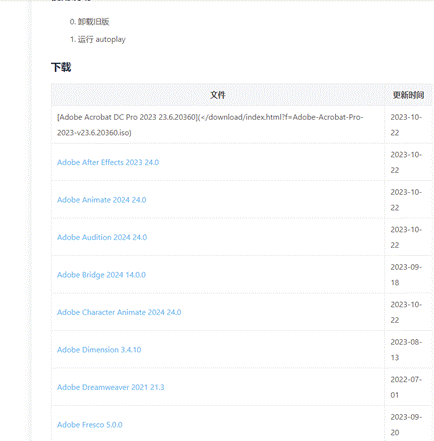 0. 卸载旧版
1. 运行 autoplay
下载
文件 更新时间
[Adobe Acrobat DC Pro 2023 23.6.20360](</download/index.html?f=Adobe-Acrobat-Pro-
2023-v23.6.20360.iso)
2023-10-
22
Adobe After Effects 2023 24.0
2023-10-
22
Adobe Animate 2024 24.0
2023-10-
22
Adobe Audition 2024 24.0
2023-10-
22
Adobe Bridge 2024 14.0.0
2023-09-
18
Adobe Character Animate 2024 24.0
2023-10-
22
Adobe Dimension 3.4.10
2023-08-
13
Adobe Dreamweaver 2021 21.3
2022-07-
01
Adobe Fresco 5.0.0
2023-09-
20